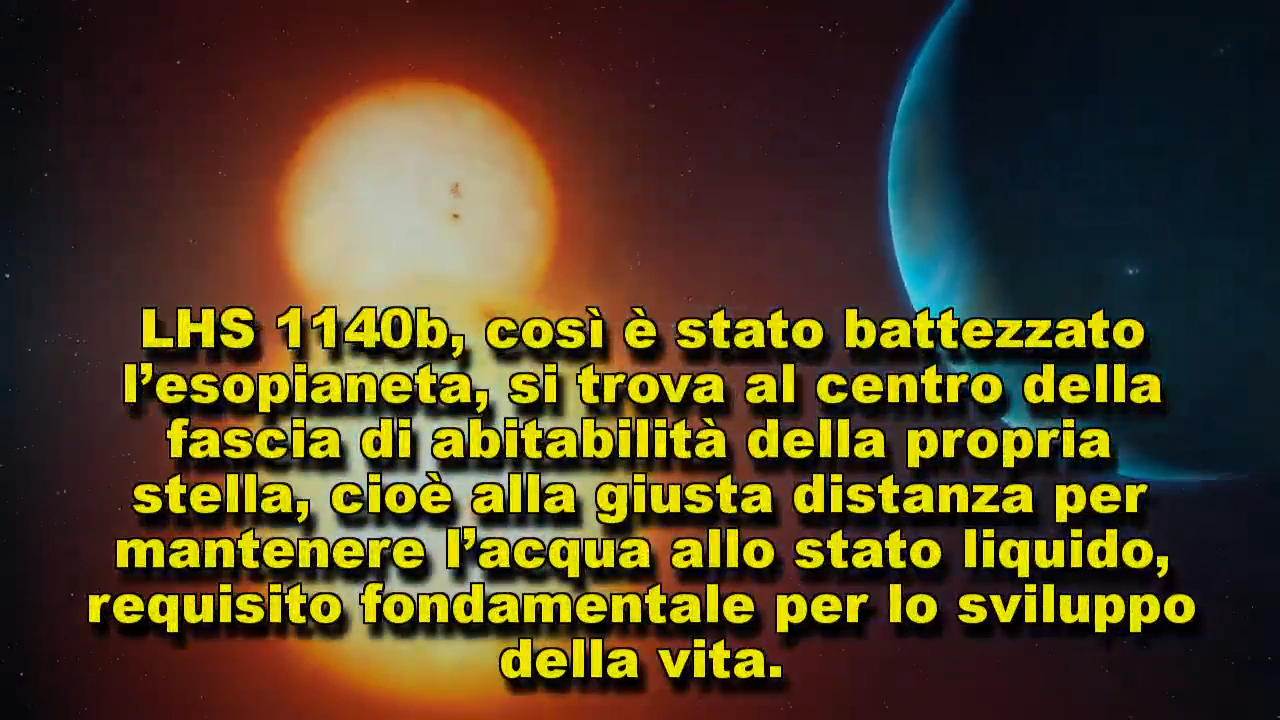 LHS 1140b, così è stato battezzato
l’esopianeta, si trova al centro della
fascia di abitabilità della propria
stella, cioè alla giusta distanza per
mantenere l’acqua allo stato liquido,
requisito fondamentale per lo sviluppo
della vita.